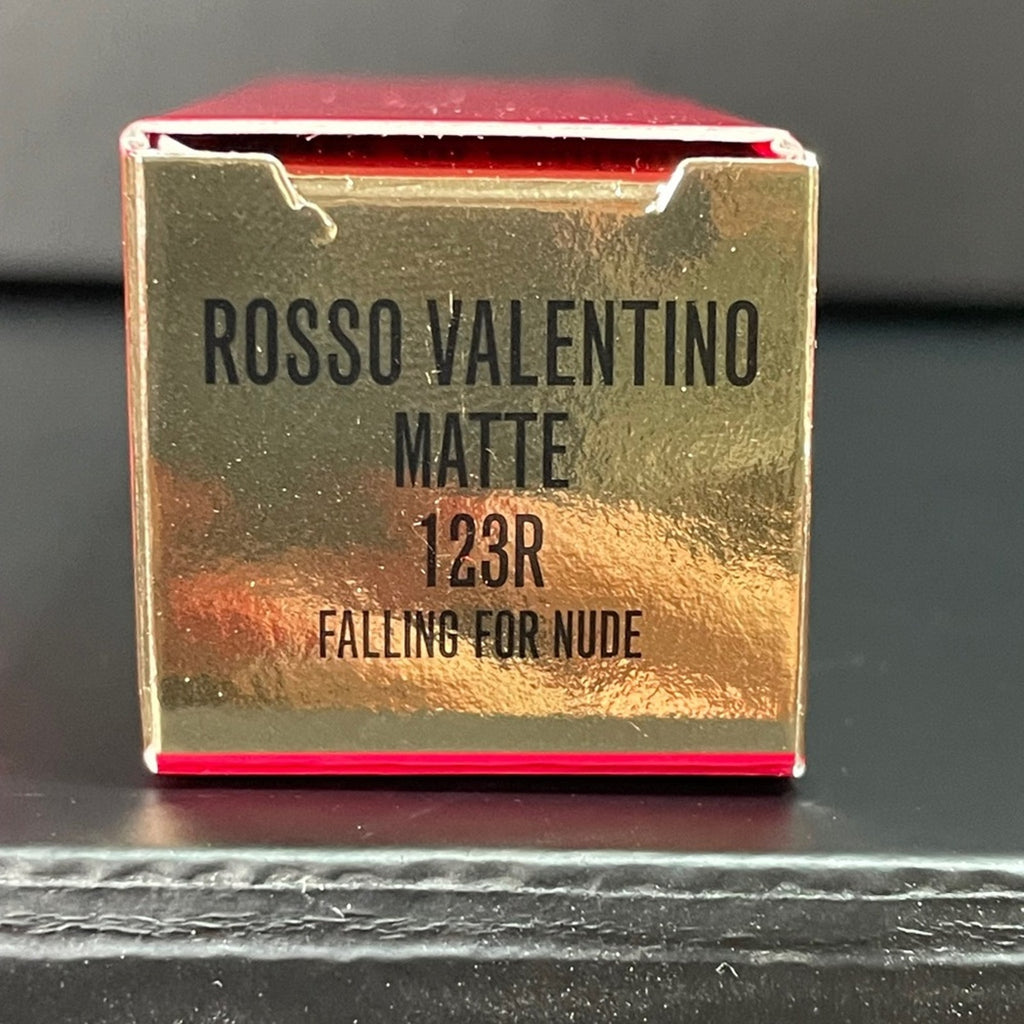 ROSSO VALENTINO
MATTE
123R
FALLING FOR NUDE